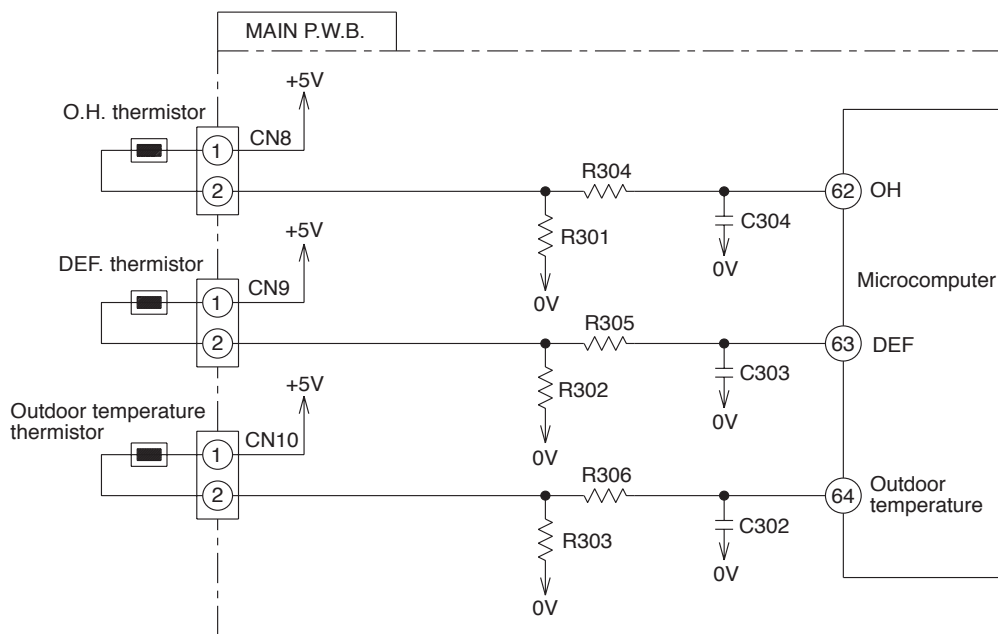 MAIN P.W.B.
+5V
O.H. thermistor
CN8
1
2
R304
62
OH
R301
C304
0V
0V
+5V
DEF. thermistor
CN9
1
2
Microcomputer
R305
63
DEF
R302
C303
0V
0V
+5V
Outdoor temperature
thermistor
CN10
1
2
R306
64
Outdoor
temperature
R303
C302
0V
0V